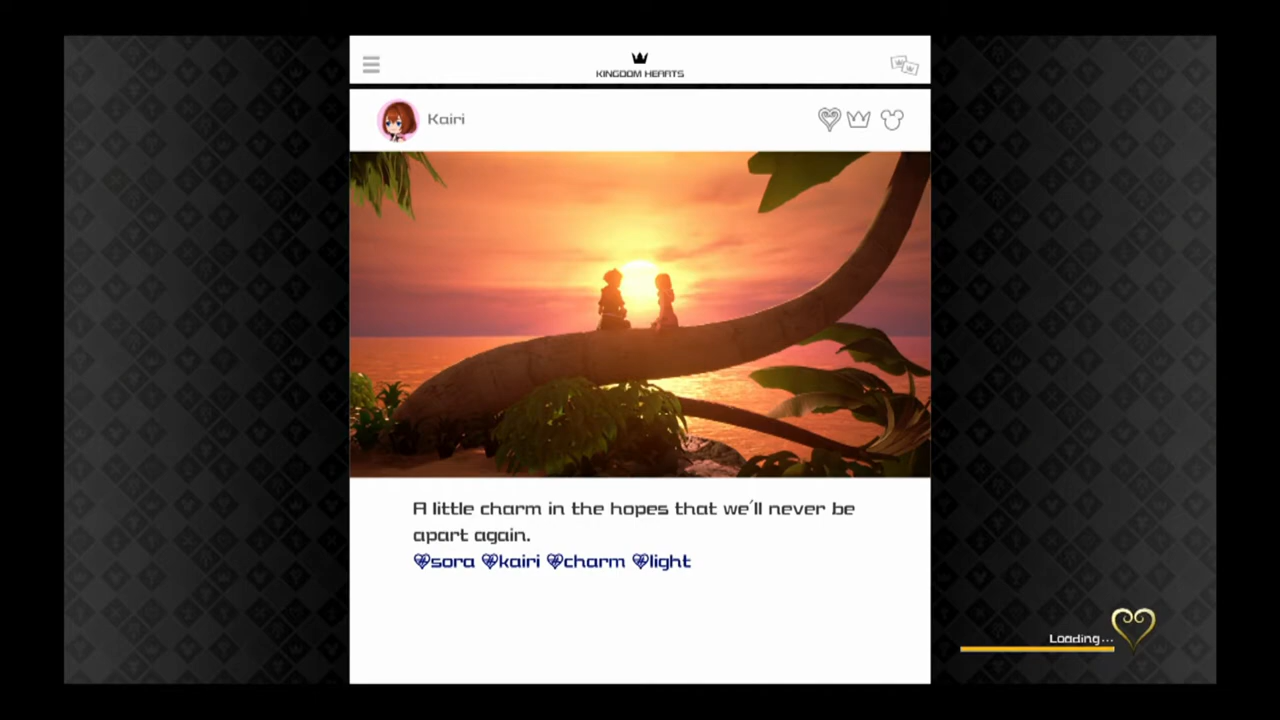 KINGDOM HEARTS
Kairi
A little charm in the hopes that we'll never be
apart again.
sora kairi charm light
Loading...